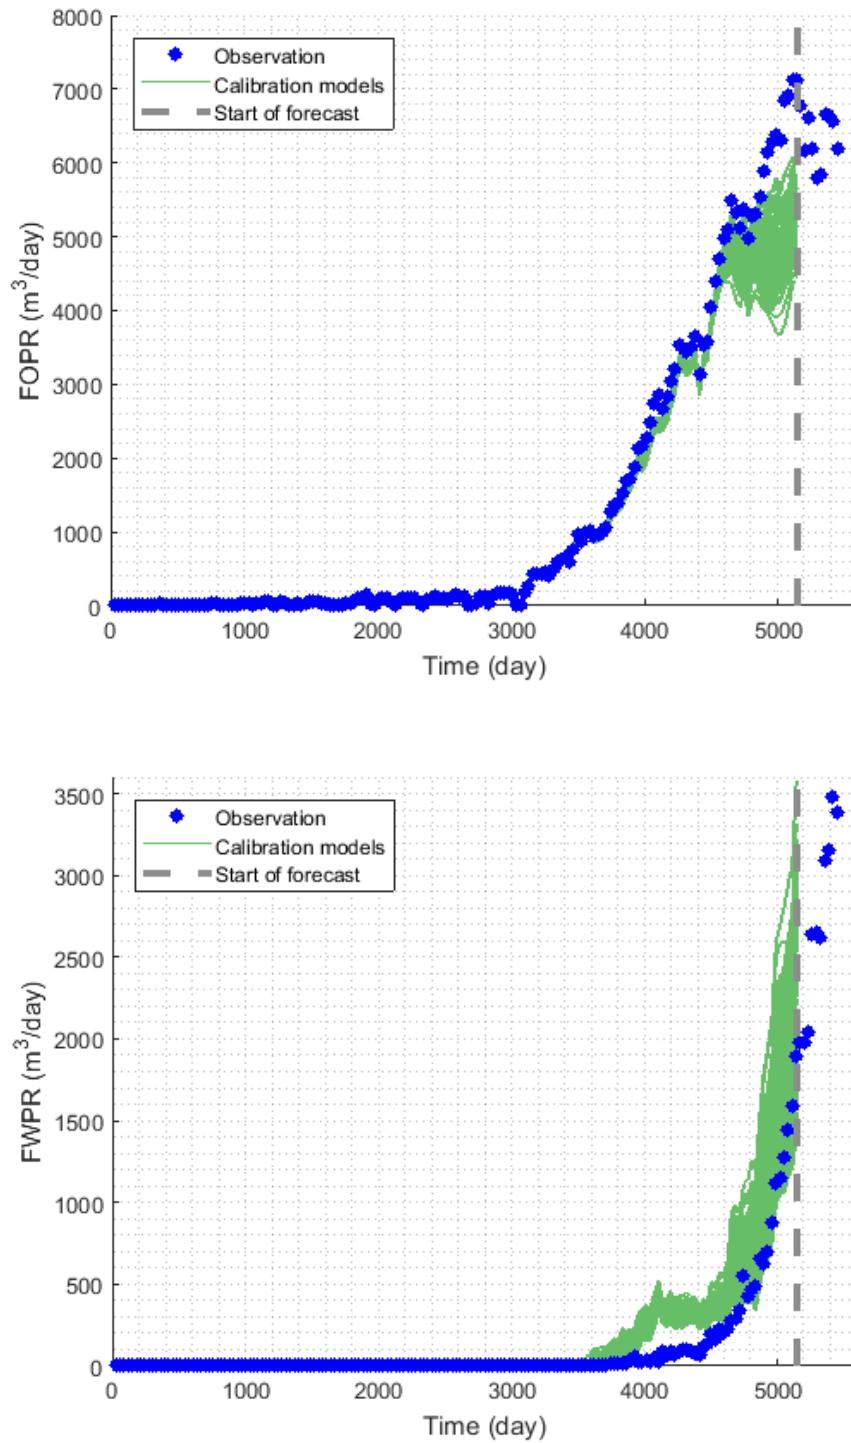 8000
7000
6000
5000
4000
3000
2000
1000
0
FOPR (m³/day)
Observation
Calibration models
Start of forecast
0 1000 2000 3000 4000 5000
Time (day)
3500
3000
2500
2000
1500
1000
500
0
FWPR (m³/day)
Observation
Calibration models
Start of forecast
0 1000 2000 3000 4000 5000
Time (day)